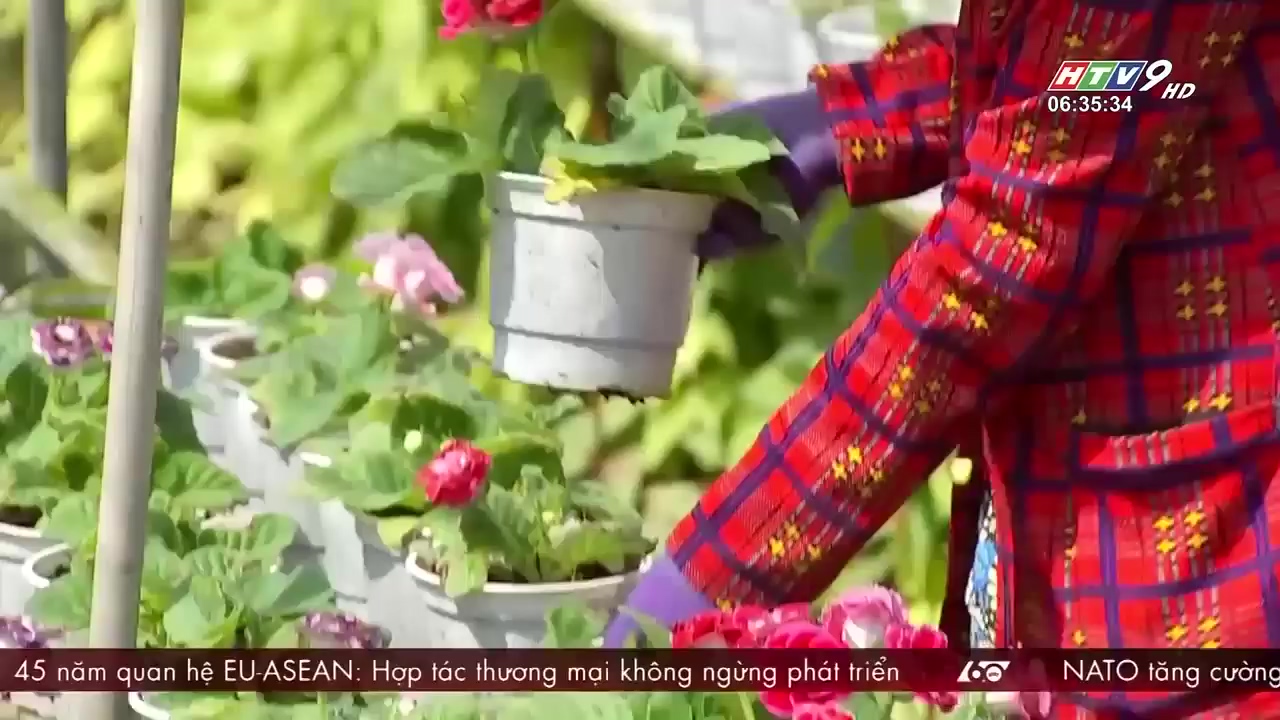 HTV9 HD
06:35:34
45 năm quan hệ EU-ASEAN: Hợp tác thương mại không ngừng phát triển 60 NATO tăng cường